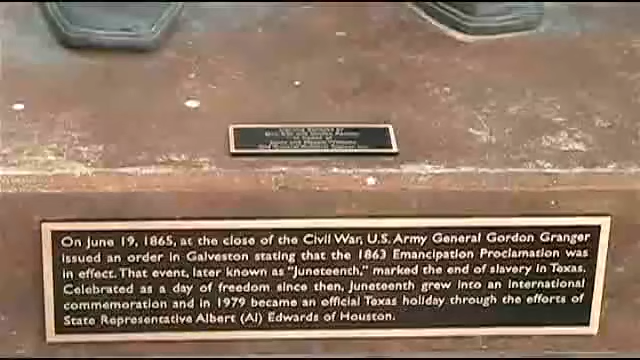 in honor of
On June 19, 1865, at the close of the Civil War, U.S. Army General Gordon Granger
issued an order in Galveston stating that the 1863 Emancipation Proclamation was
in effect. That event, later known as "Juneteenth," marked the end of slavery in Texas.
Celebrated as a day of freedom since then, Juneteenth grew into an international
commemoration and in 1979 became an official Texas holiday through the efforts of
State Representative Albert (Al) Edwards of Houston.